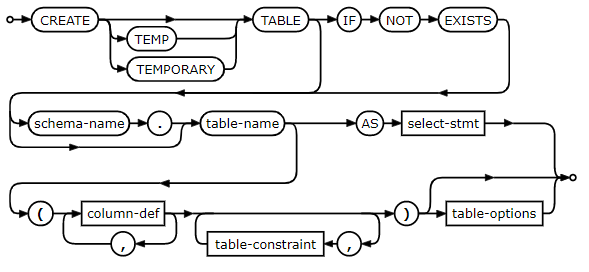 CREATE TABLE IF NOT EXISTS
TEMP
TEMPORARY
schema-name . table-name AS select-stmt
( column-def ) table-options
, table-constraint ,